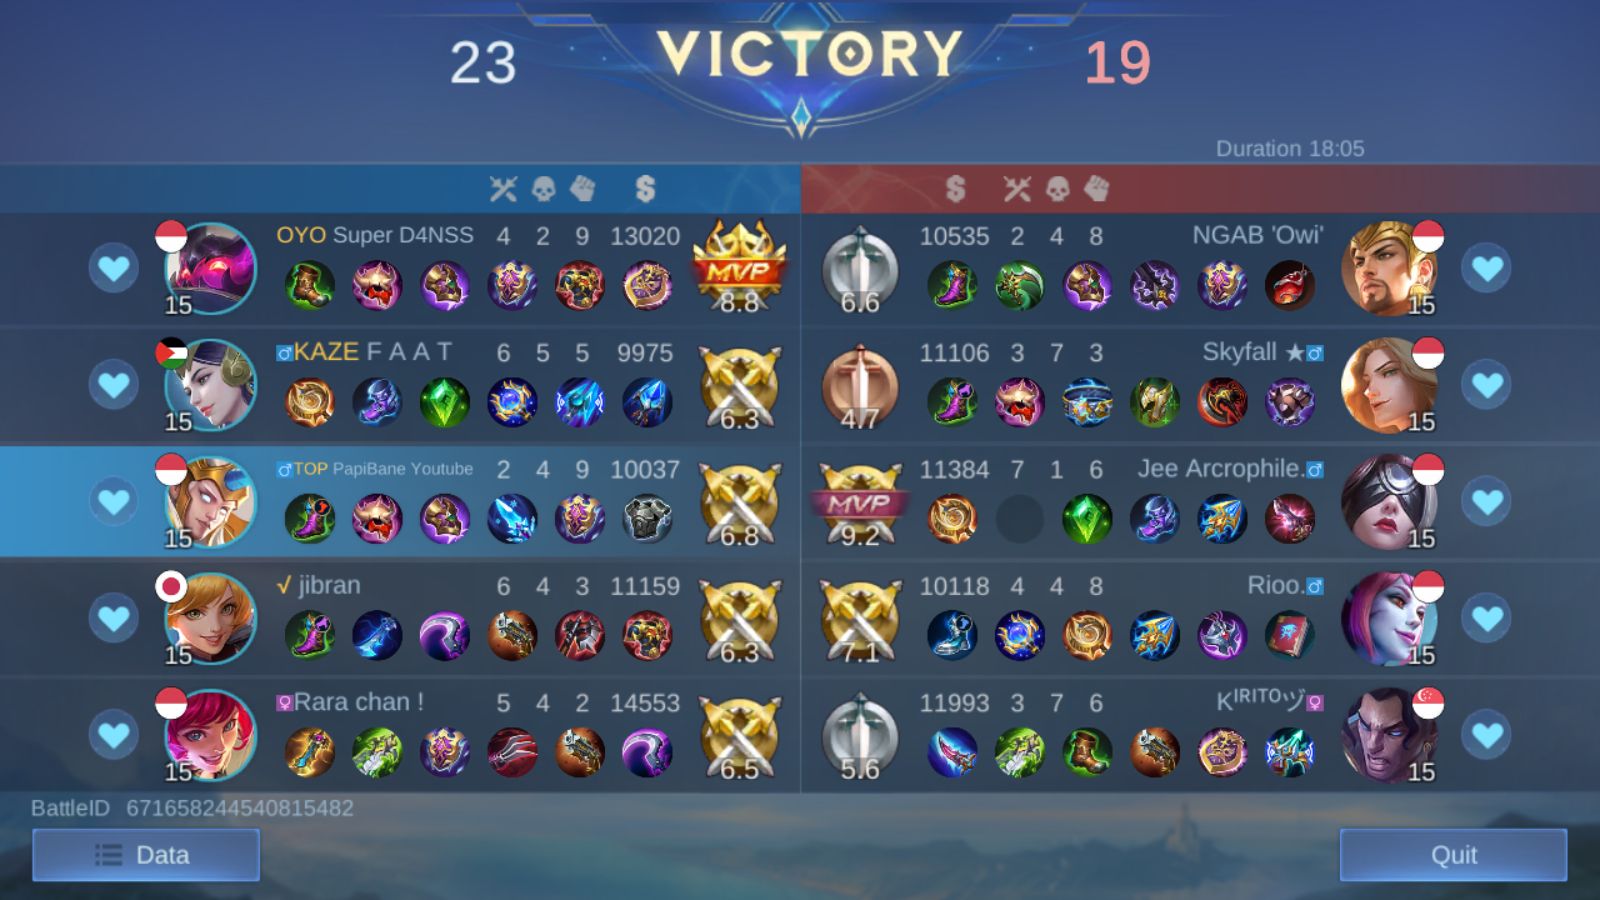 23 VICTORY 19
Duration 18:05
OYO Super D4NSS 4 2 9 13020 MVP 8.8 15
6.6 10535 2 4 8 NGAB 'Owi' 15
KAZE F A A T 6 5 5 9975 6.3 15
4.7 11106 3 7 3 Skyfall ★ 15
TOP PapiBane Youtube 2 4 9 10037 6.8 15
MVP 9.2 11384 7 1 6 Jee Arcrophile. 15
√ jibran 6 4 3 11159 6.3 15
7.1 10118 4 4 8 Rioo. 15
Rara chan ! 5 4 2 14553 6.5 15
5.6 11993 3 7 6 Kᴵᴿᴵᵀᴼヅ 15
BattleID 671658244540815482
Data
Quit